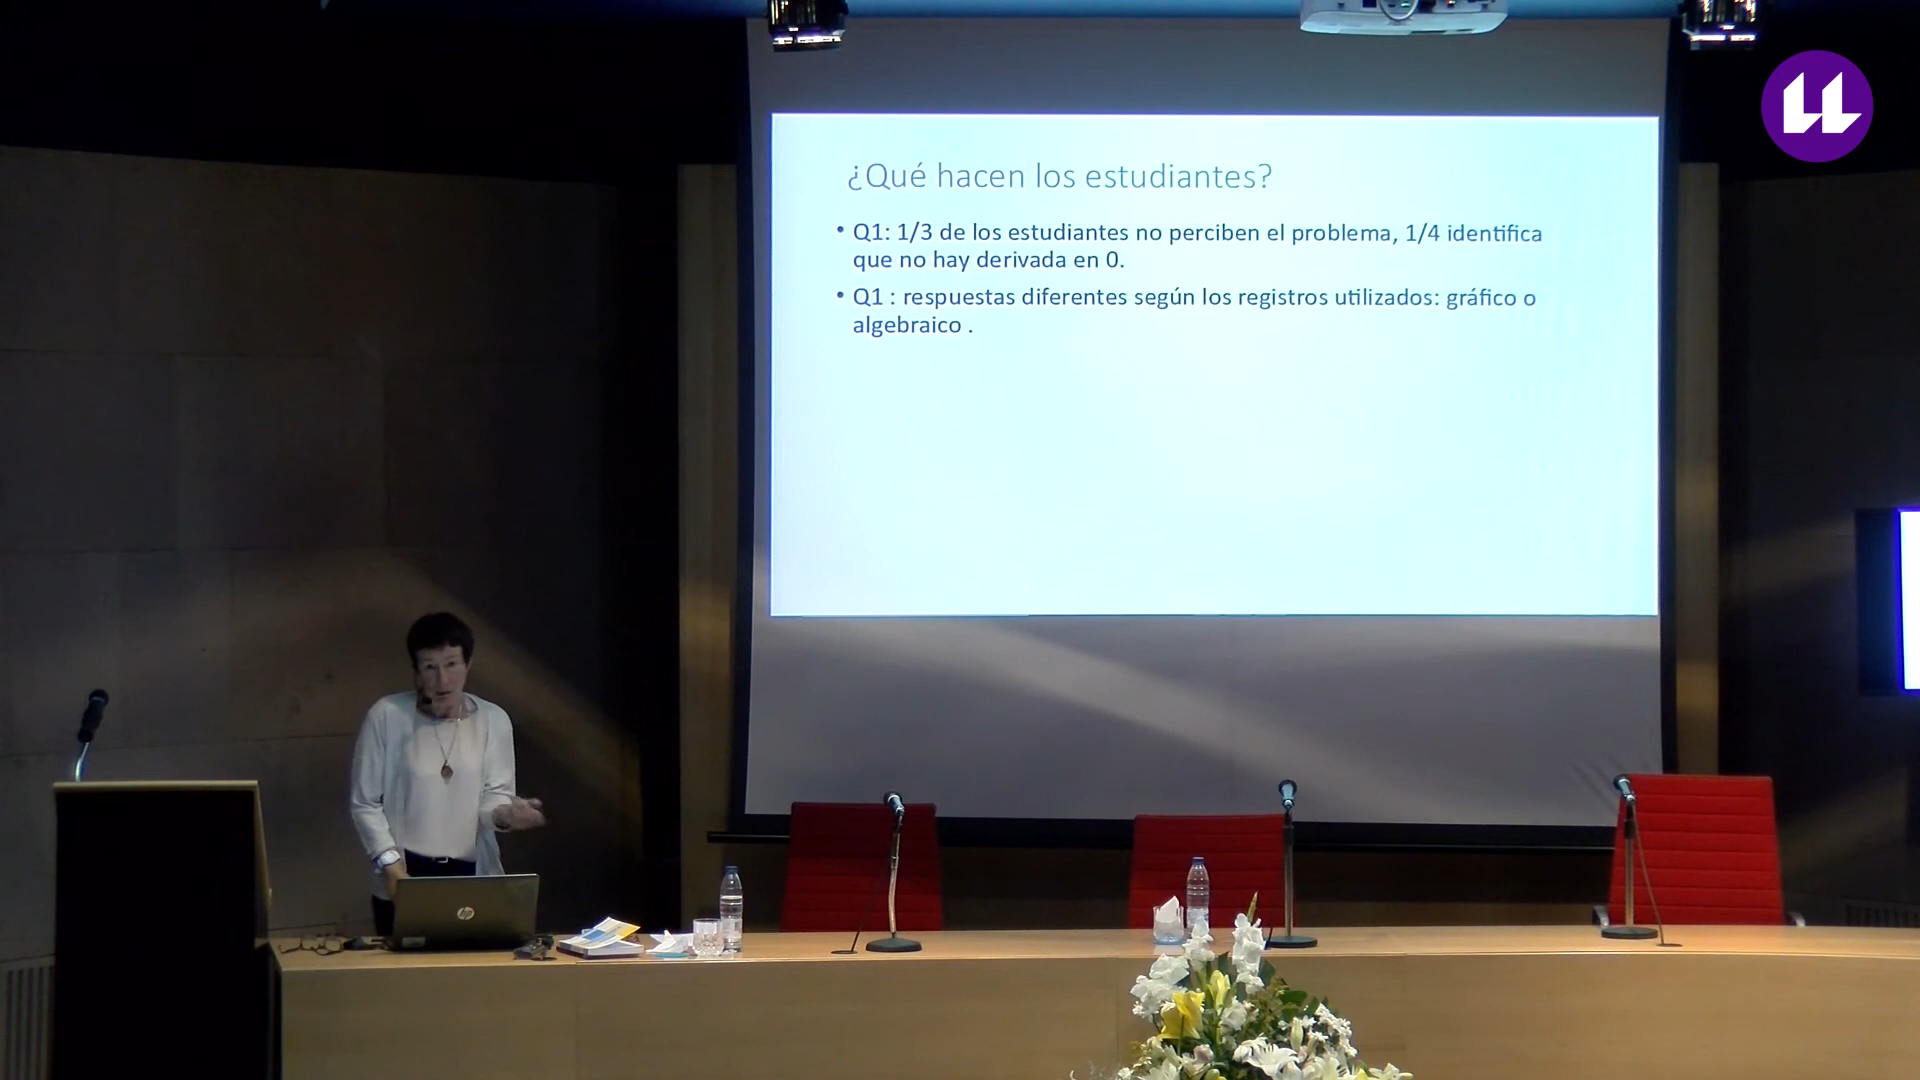 ¿Qué hacen los estudiantes?
• Q1: 1/3 de los estudiantes no perciben el problema, 1/4 identifica
que no hay derivada en 0.
• Q1 : respuestas diferentes según los registros utilizados: gráfico o
algebraico .
hp